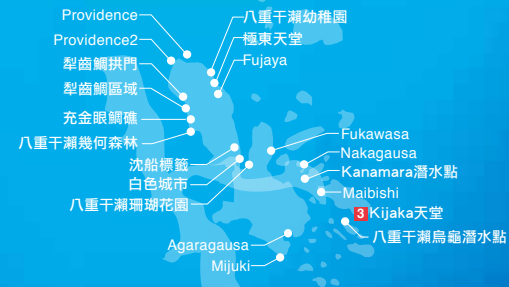 Providence
Providence2
犁齒鯛拱門
犁齒鯛區域
充金眼鯛礁
八重干瀨幾何森林
沈船標籤
白色城市
八重干瀨珊瑚花園
Agaragausa
Mijuki
八重干瀨幼稚園
極東天堂
Fujaya
Fukawasa
Nakagausa
Kanamara潛水點
Maibishi
3 Kijaka天堂
八重干瀨烏龜潛水點